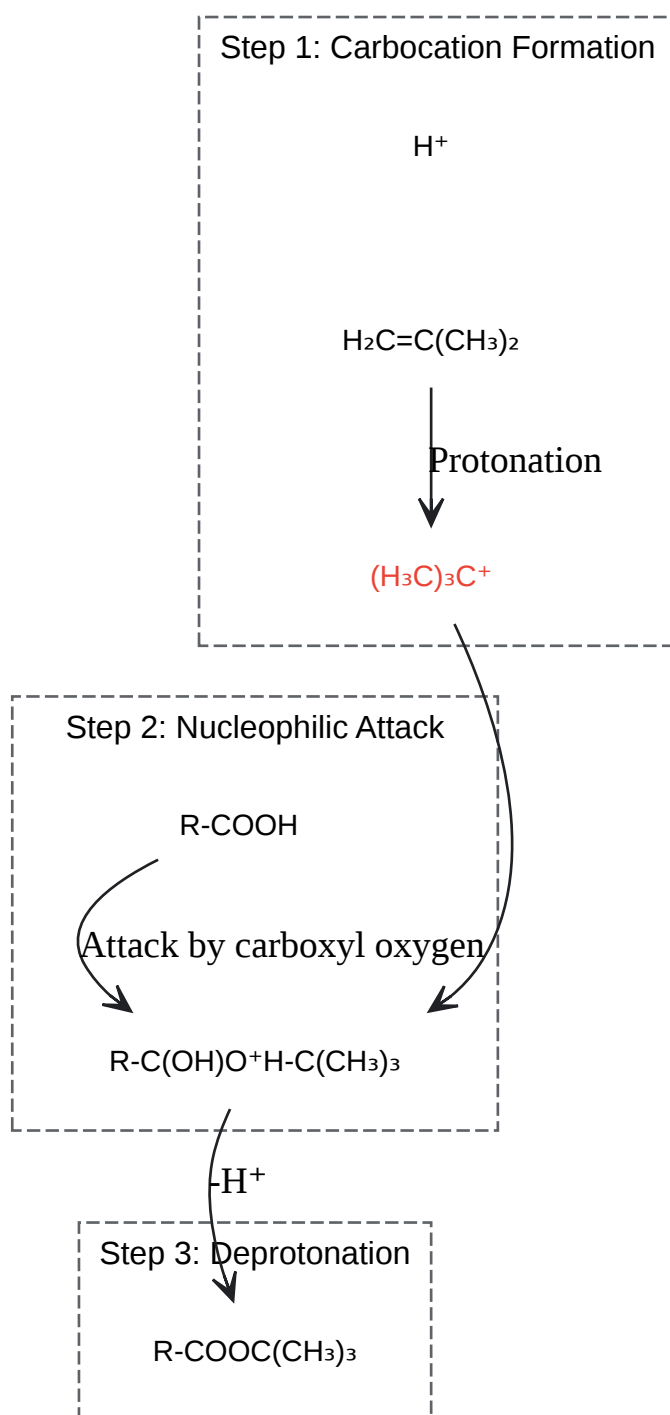 Step 1: Carbocation Formation
H⁺
H₂C=C(CH₃)₂
Protonation
(H₃C)₃C⁺
Step 2: Nucleophilic Attack
R-COOH
Attack by carboxyl oxygen
R-C(OH)O⁺H-C(CH₃)₃
-H⁺
Step 3: Deprotonation
R-COOC(CH₃)₃